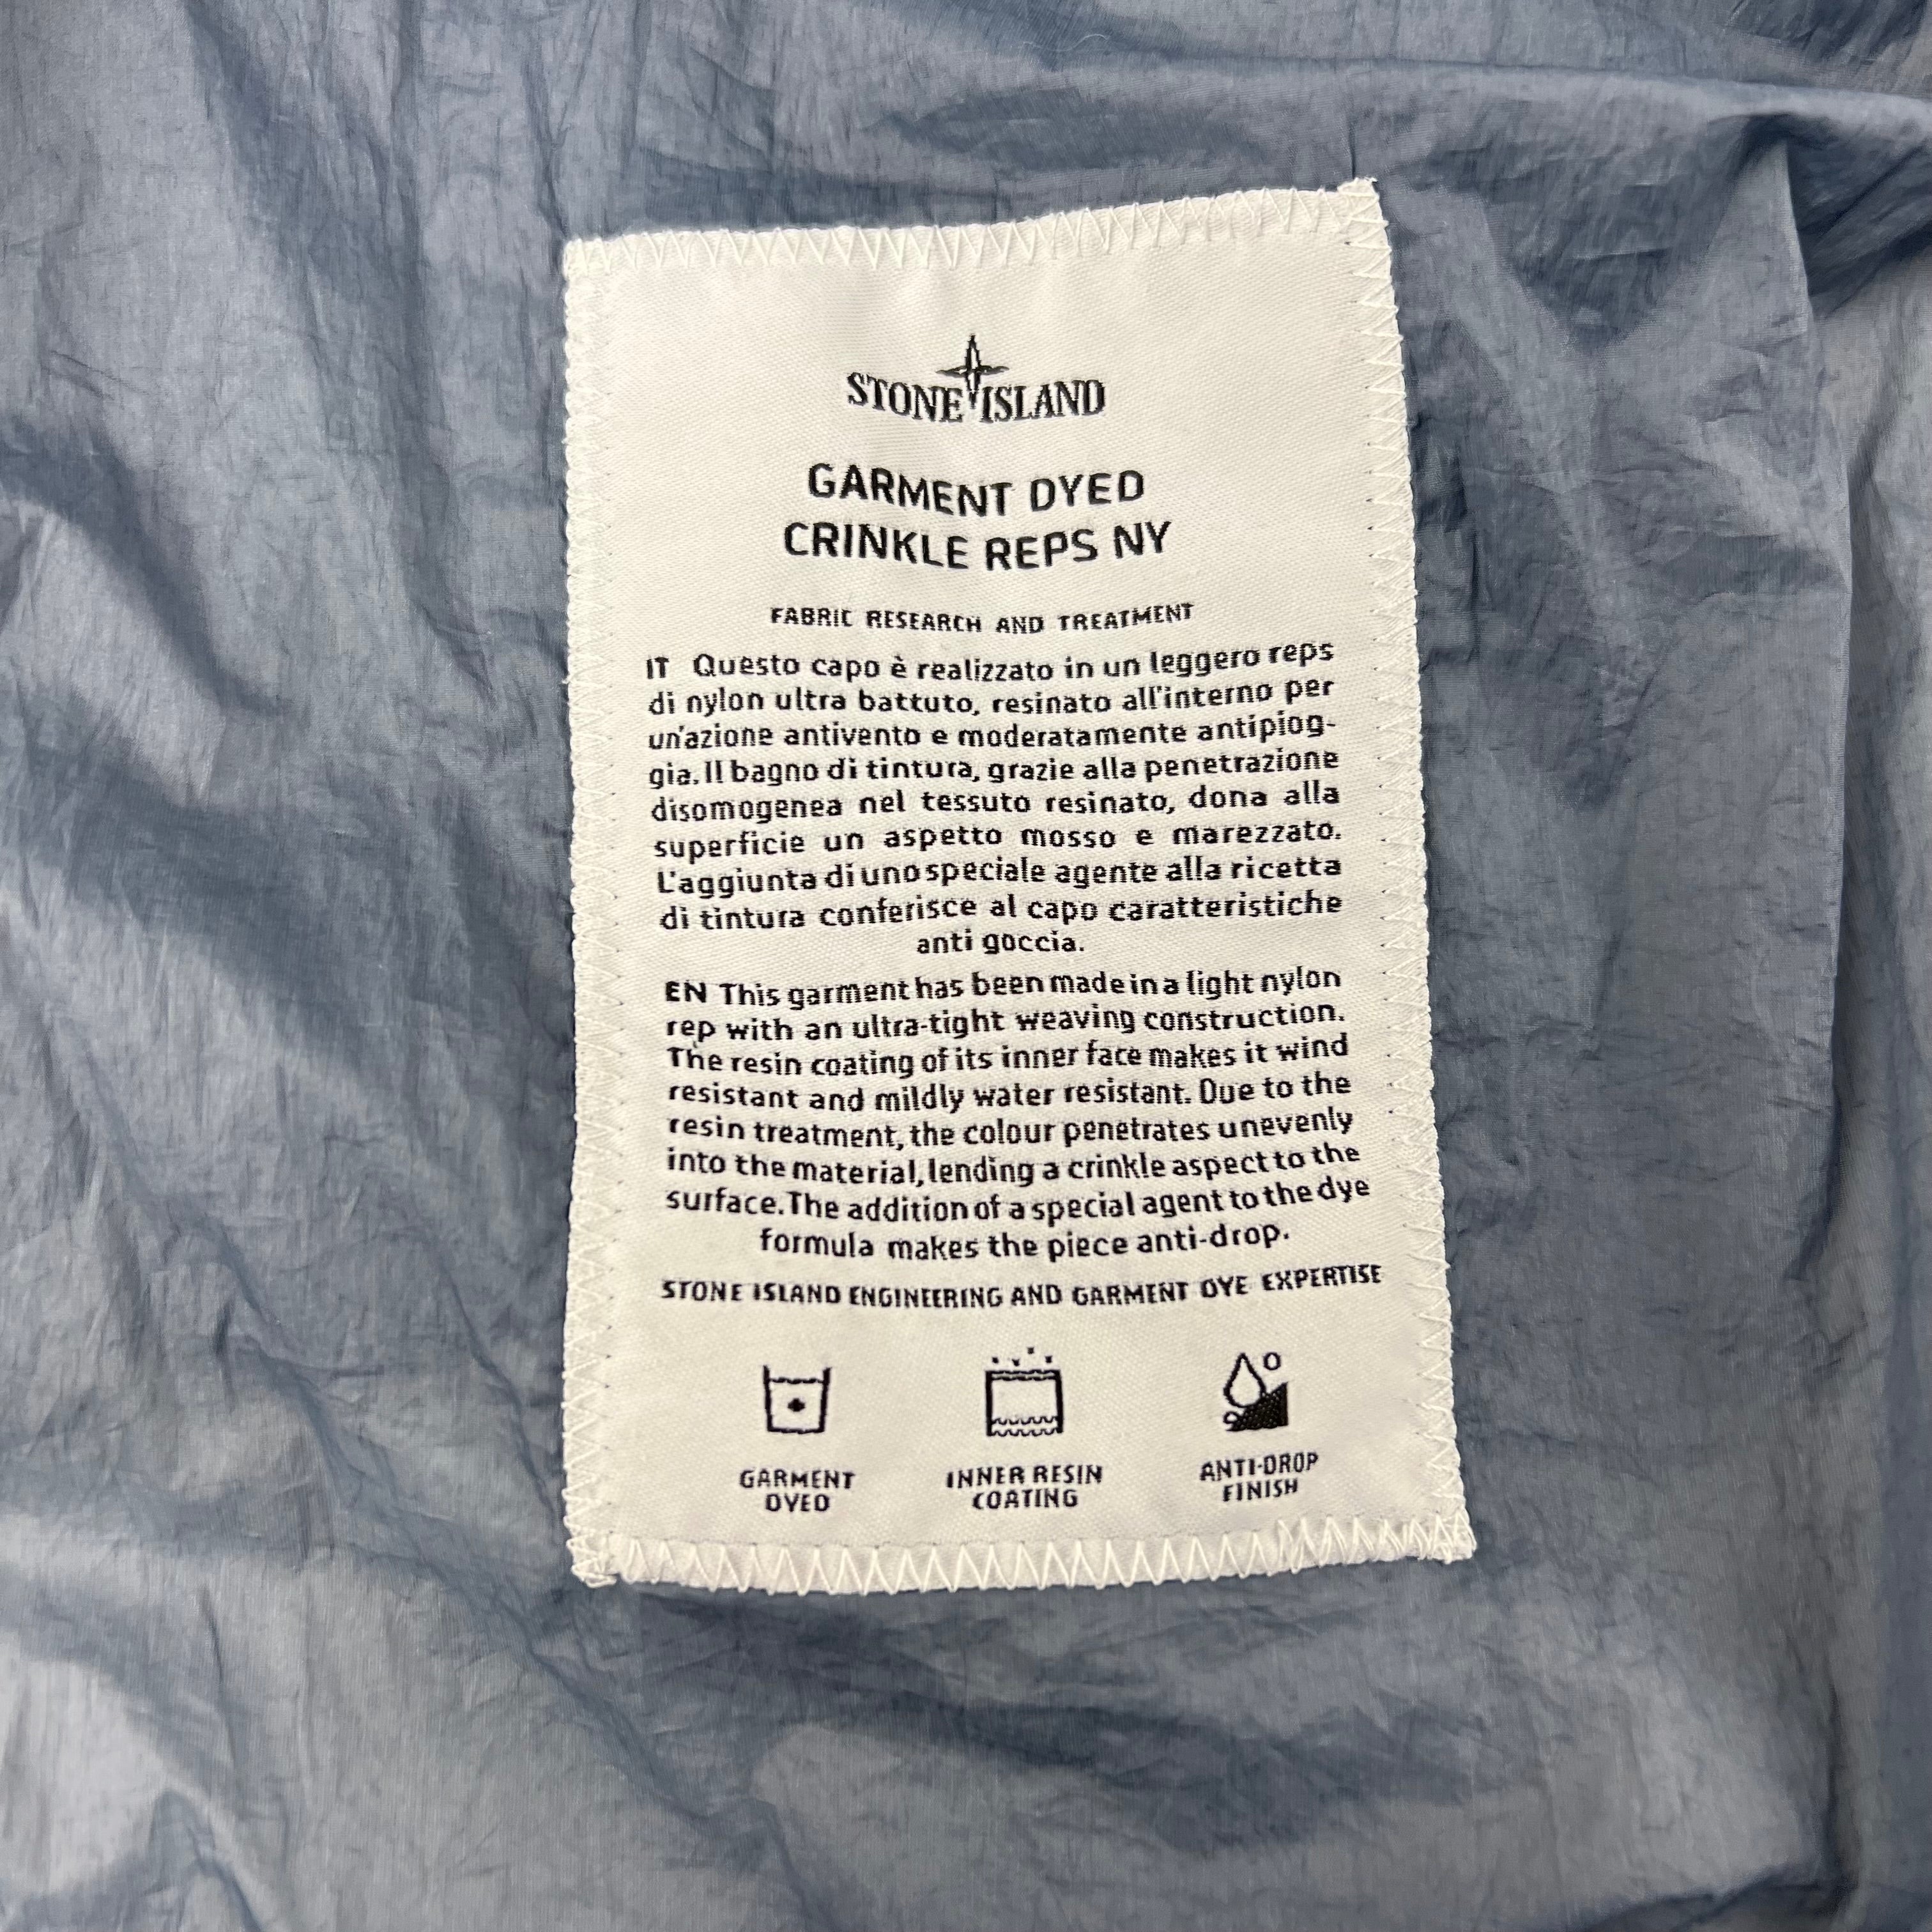 STONE ISLAND
GARMENT DYED
CRINKLE REPS NY
FABRIC RESEARCH AND TREATMENT
IT Questo capo è realizzato in un leggero reps
di nylon ultra battuto, resinato all'interno per
un'azione antivento e moderatamente antipiog-
gia. Il bagno di tintura, grazie alla penetrazione
disomogenea nel tessuto resinato, dona alla
superficie un aspetto mosso e marezzato.
L'aggiunta di uno speciale agente alla ricetta
di tintura conferisce al capo caratteristiche
anti goccia.
EN This garment has been made in a light nylon
rep with an ultra-tight weaving construction.
The resin coating of its inner face makes it wind
resistant and mildly water resistant. Due to the
resin treatment, the colour penetrates unevenly
into the material, lending a crinkle aspect to the
surface. The addition of a special agent to the dye
formula makes the piece anti-drop.
STONE ISLAND ENGINEERING AND GARMENT DYE EXPERTISE
GARMENT
DYED
INNER RESIN
COATING
ANTI-DROP
FINISH